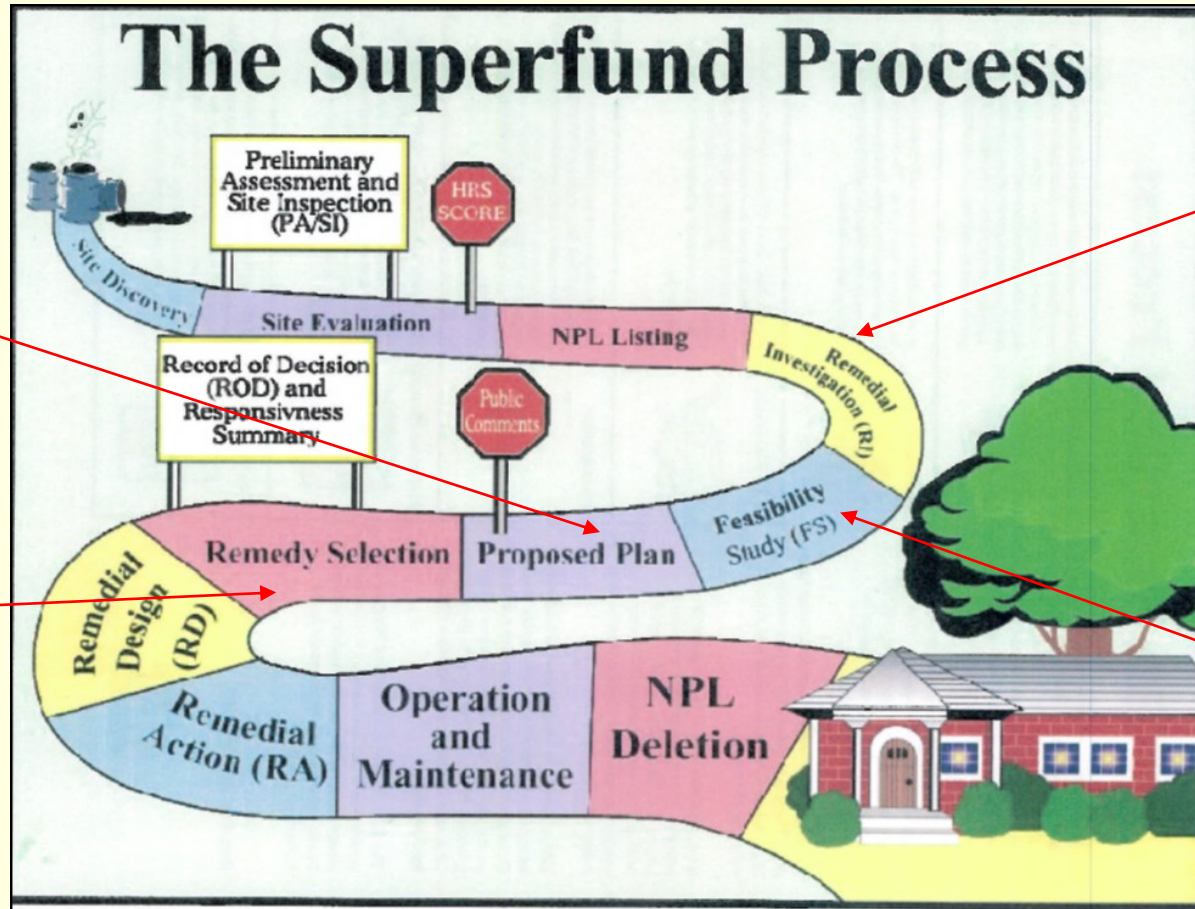 The Superfund Process
Preliminary
Assessment and
Site Inspection
(PA/SI)
HRS
SCORE
Site Discovery
Site Evaluation
NPL Listing
Remedial
Investigation (RI)
Record of Decision
(ROD) and
Responsivness
Summary
Public
Comments
Feasibility
Study (FS)
Proposed Plan
Remedy Selection
Remedial
Design
(RD)
Remedial
Action (RA)
Operation
and
Maintenance
NPL
Deletion